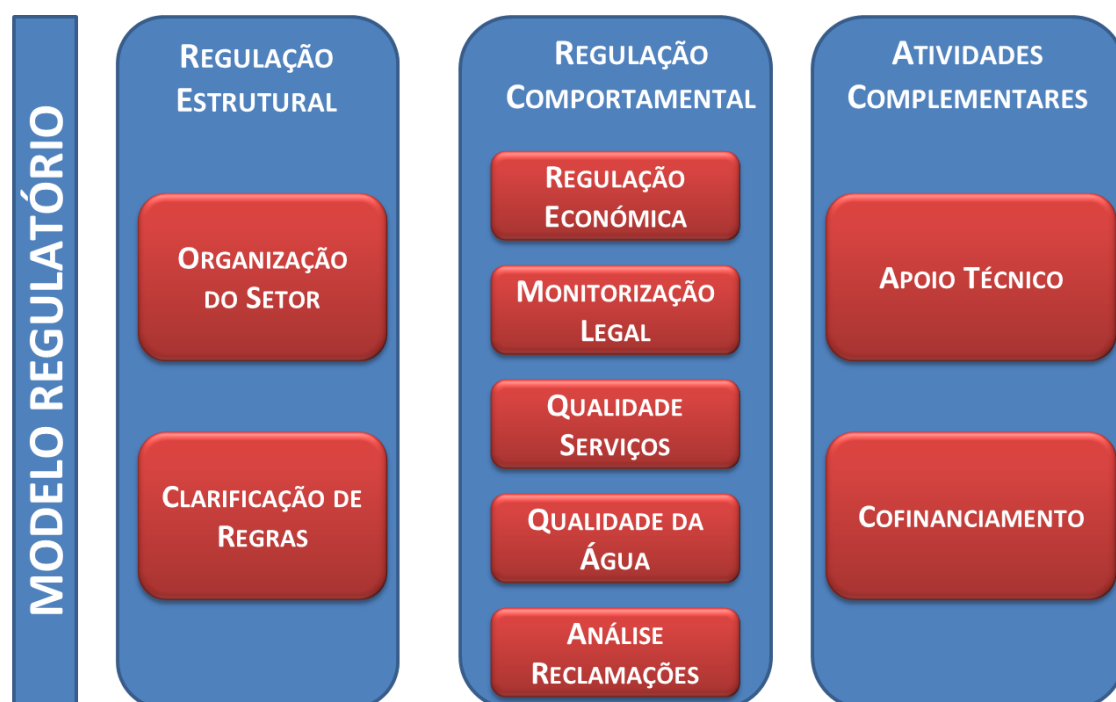 MODELO REGULATÓRIO
REGULAÇÃO
ESTRUTURAL
ORGANIZAÇÃO
DO SETOR
CLARIFICAÇÃO DE
REGRAS
REGULAÇÃO
COMPORTAMENTAL
REGULAÇÃO
ECONÓMICA
MONITORIZAÇÃO
LEGAL
QUALIDADE
SERVIÇOS
QUALIDADE DA
ÁGUA
ANÁLISE
RECLAMAÇÕES
ATIVIDADES
COMPLEMENTARES
APOIO TÉCNICO
COFINANCIAMENTO